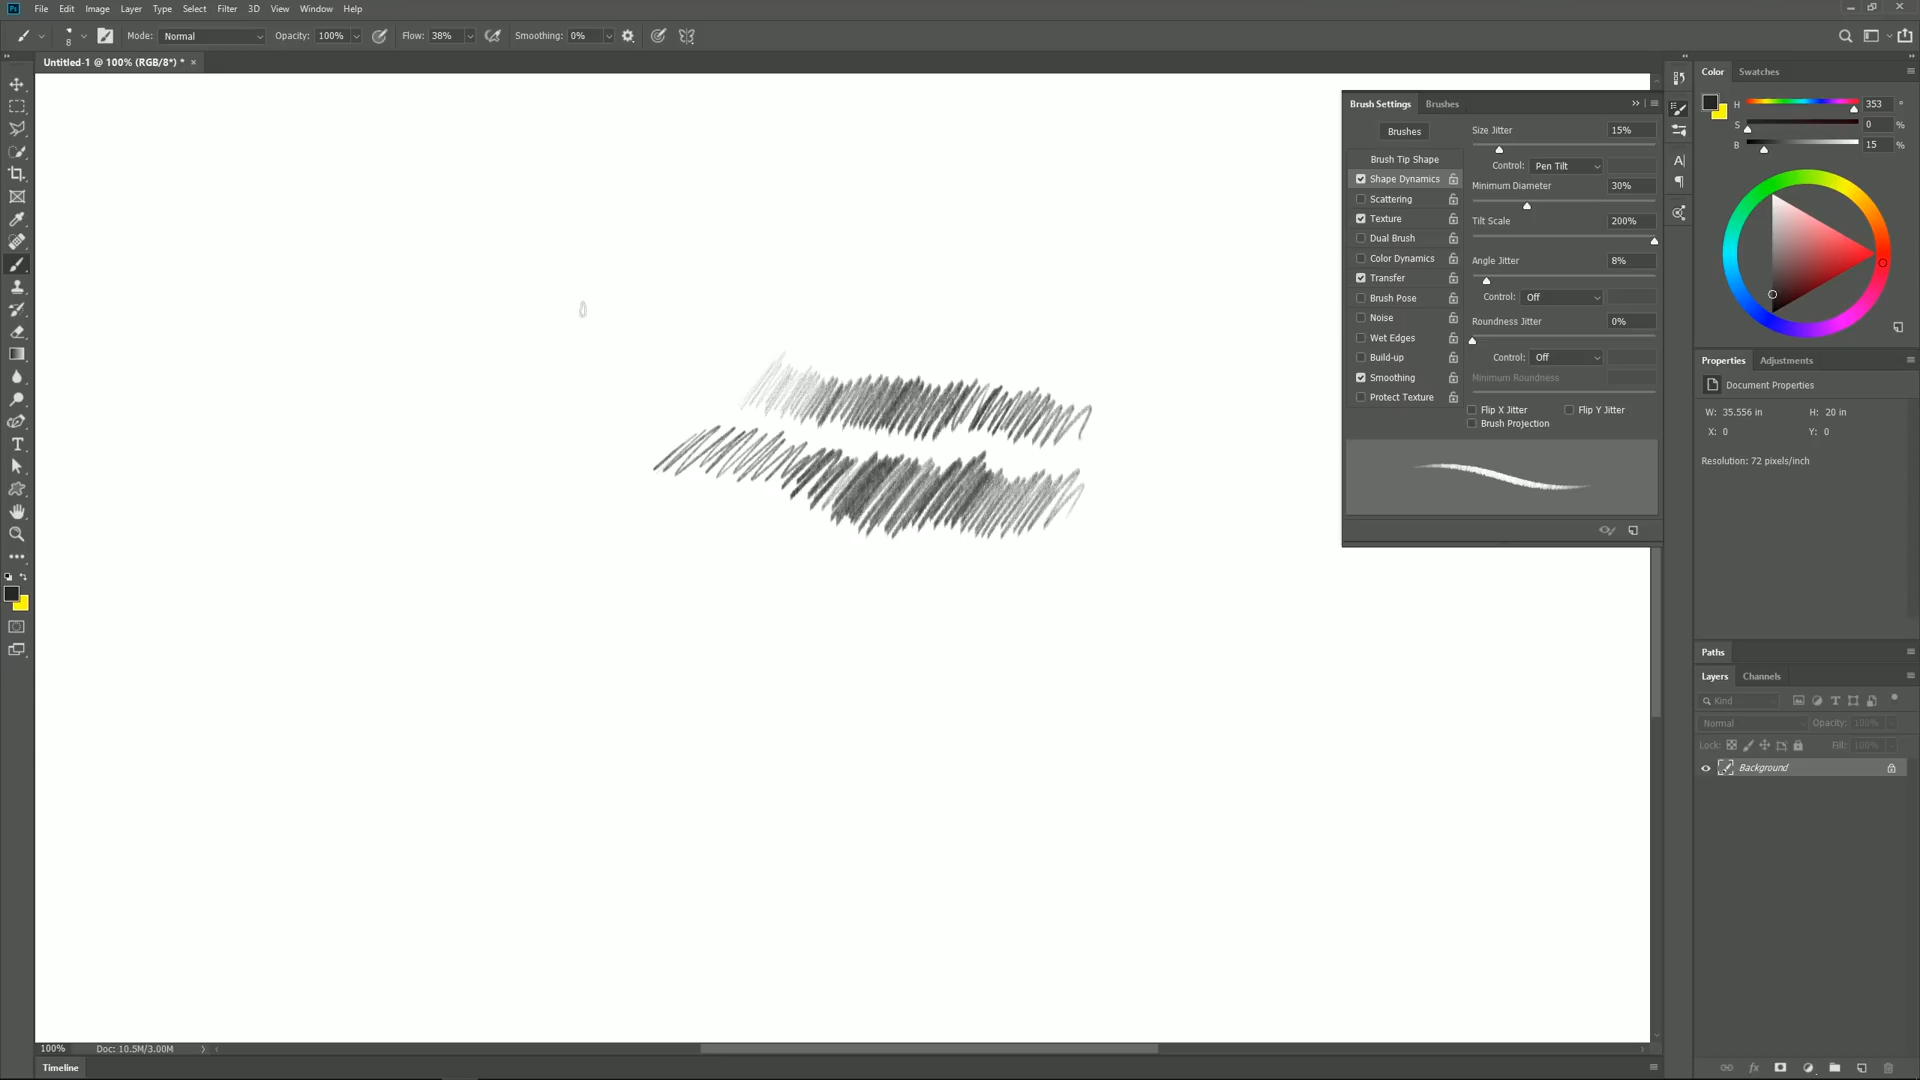 Ps File Edit Image Layer Type Select Filter 3D View Window Help
8 Mode: Normal Opacity: 100% Flow: 38% Smoothing: 0%
Untitled-1 @ 100% (RGB/8*) * ×
Brush Settings Brushes
Brushes
Brush Tip Shape
Shape Dynamics
Scattering
Texture
Dual Brush
Color Dynamics
Transfer
Brush Pose
Noise
Wet Edges
Build-up
Smoothing
Protect Texture
Size Jitter 15%
Control: Pen Tilt
Minimum Diameter 30%
Tilt Scale 200%
Angle Jitter 8%
Control: Off
Roundness Jitter 0%
Control: Off
Minimum Roundness
Flip X Jitter Flip Y Jitter
Brush Projection
Color Swatches
H 353 °
S 0 %
B 15 %
Properties Adjustments
Document Properties
W: 35.556 in H: 20 in
X: 0 Y: 0
Resolution: 72 pixels/inch
Paths
Layers Channels
Kind
Normal Opacity: 100%
Lock: Fill: 100%
Background
fx
100% Doc: 10.5M/3.00M
Timeline